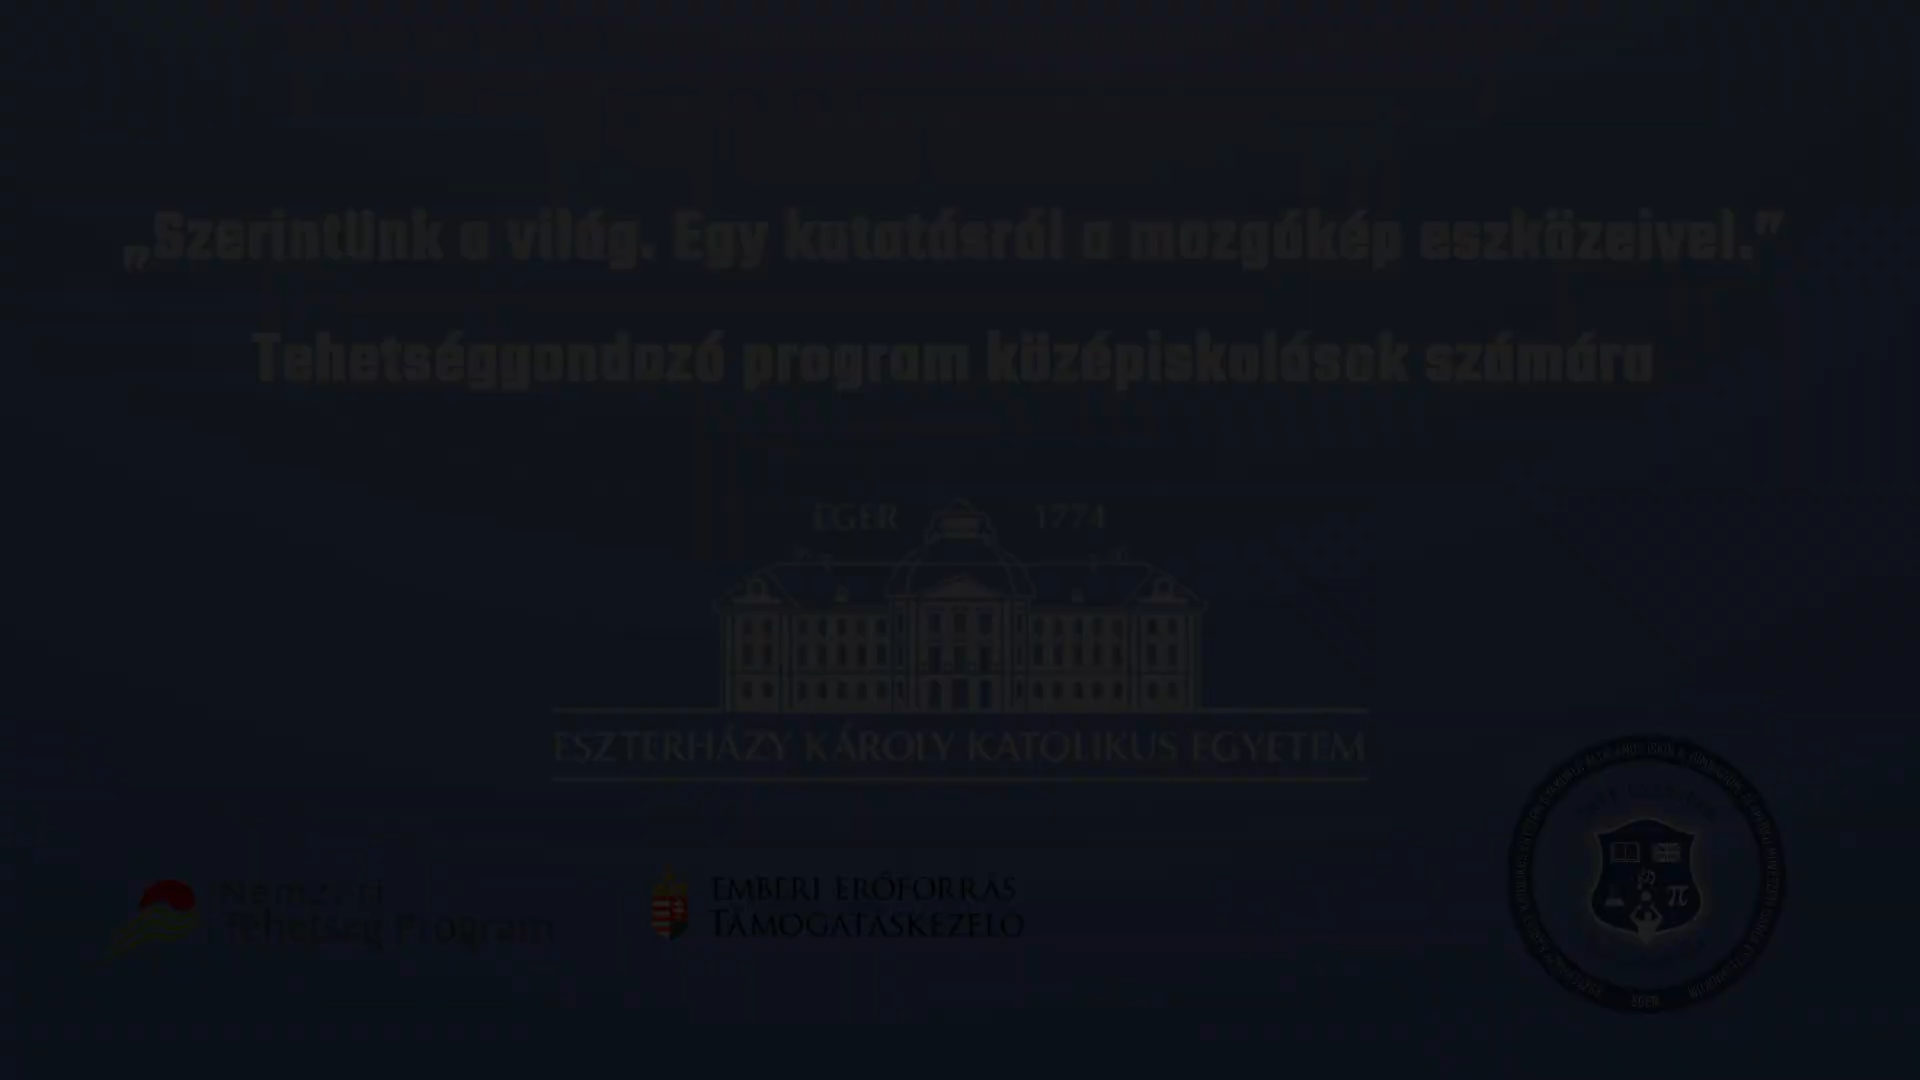 „Szerintünk a világ. Egy kutatásról a mozgókép eszközeivel.”
Tehetséggondozó program középiskolások számára
EGER 1774
ESZTERHÁZY KÁROLY KATOLIKUS EGYETEM
Nemzeti
Tehetség Program
EMBERI ERŐFORRÁS
TÁMOGATÁSKEZELŐ
EGER